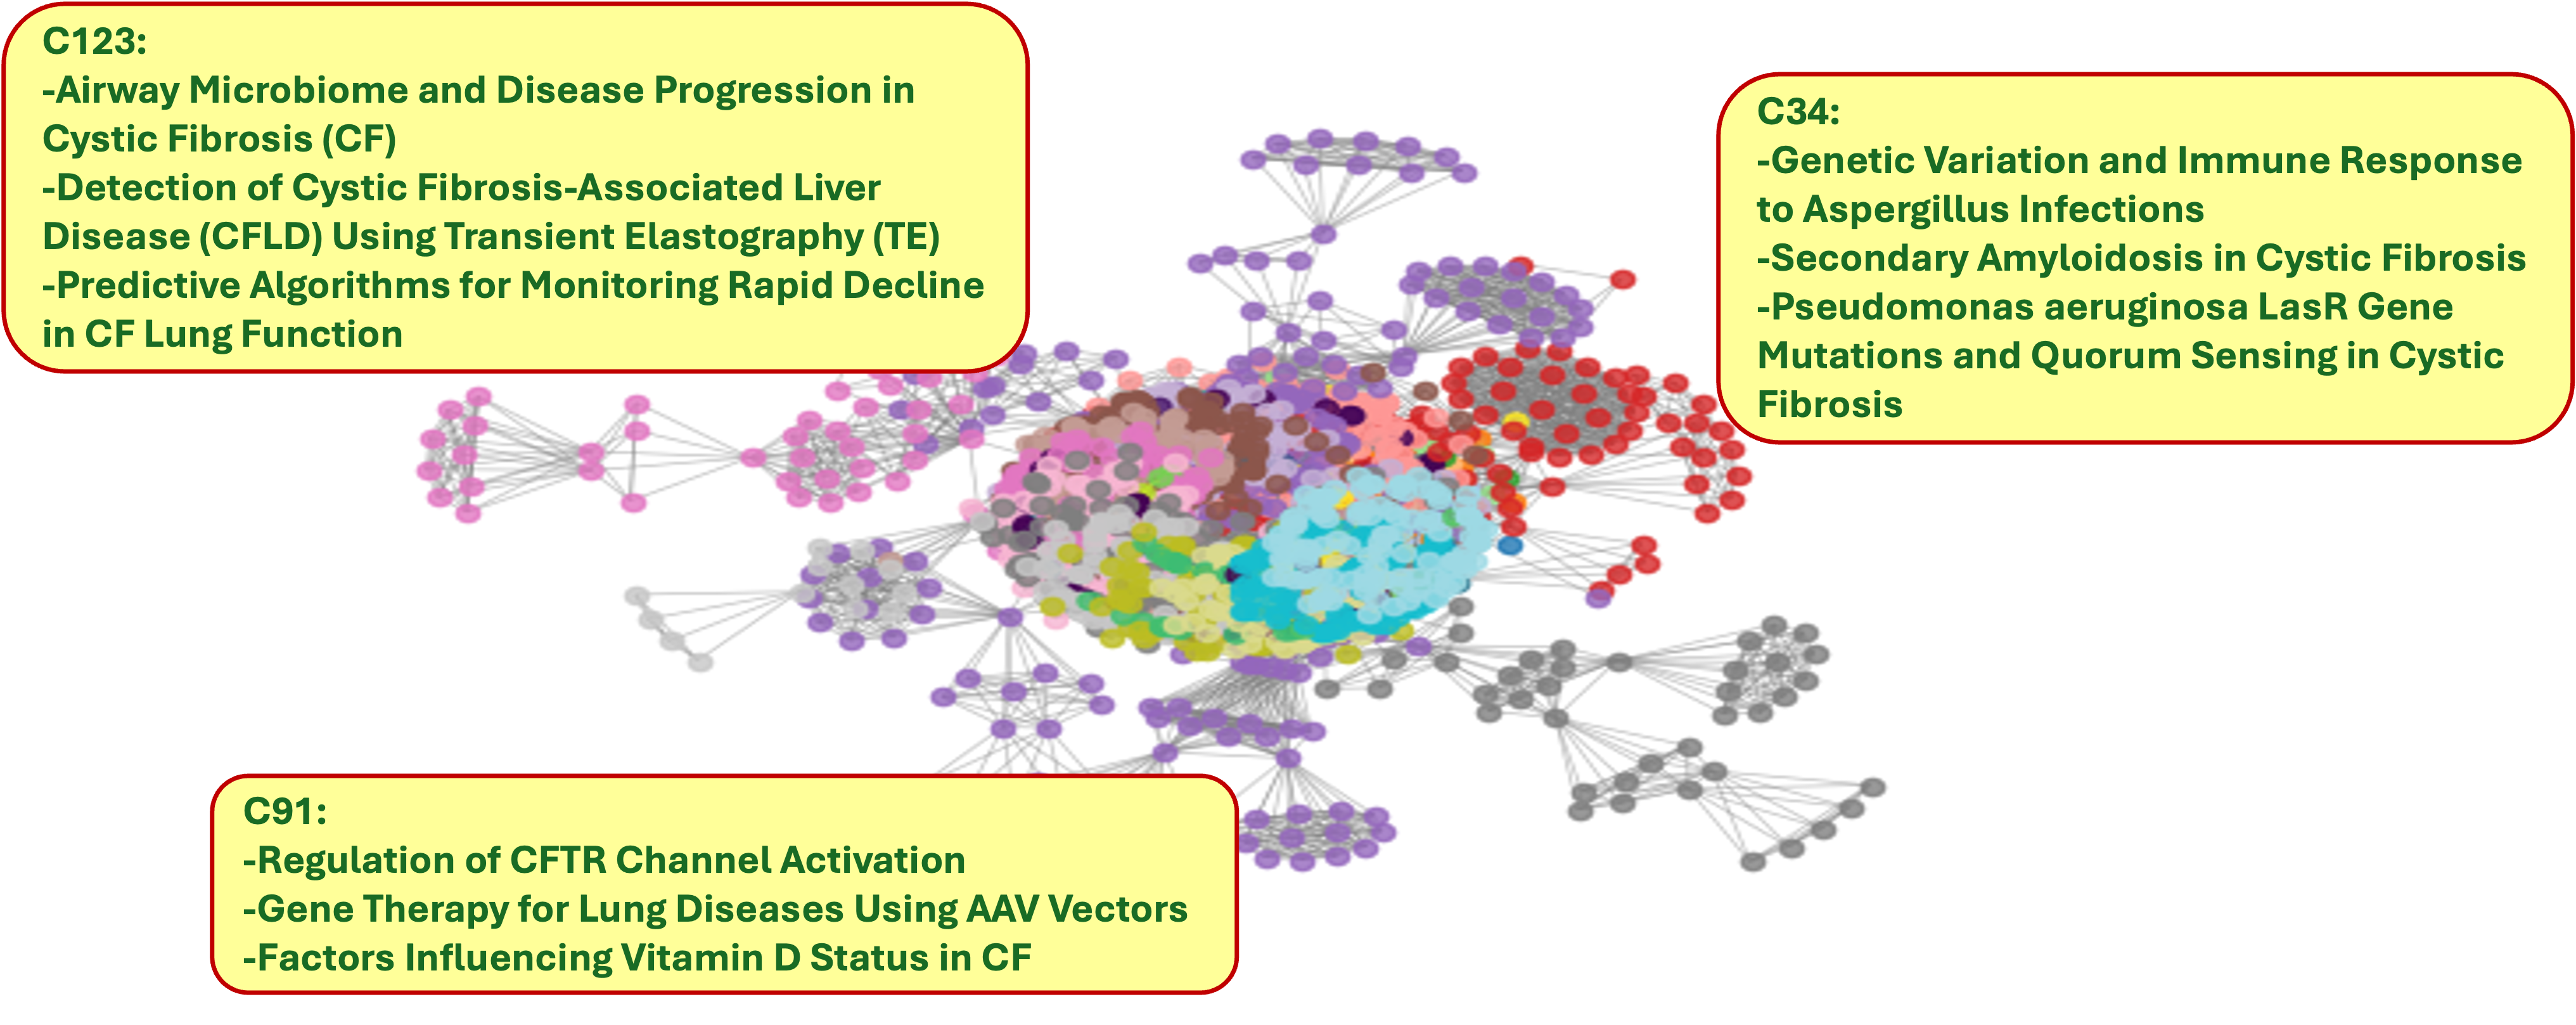 C123:
-Airway Microbiome and Disease Progression in
Cystic Fibrosis (CF)
-Detection of Cystic Fibrosis-Associated Liver
Disease (CFLD) Using Transient Elastography (TE)
-Predictive Algorithms for Monitoring Rapid Decline
in CF Lung Function
C34:
-Genetic Variation and Immune Response
to Aspergillus Infections
-Secondary Amyloidosis in Cystic Fibrosis
-Pseudomonas aeruginosa LasR Gene
Mutations and Quorum Sensing in Cystic
Fibrosis
C91:
-Regulation of CFTR Channel Activation
-Gene Therapy for Lung Diseases Using AAV Vectors
-Factors Influencing Vitamin D Status in CF